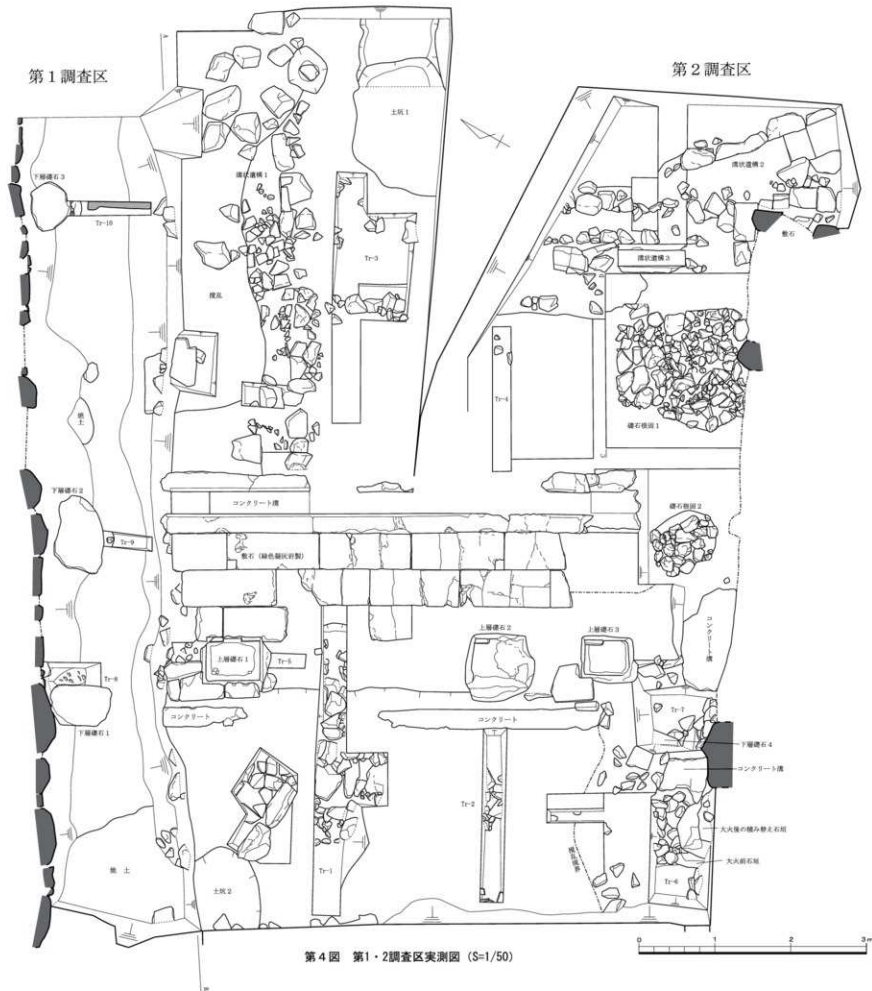 第1調査区
第2調査区
土坑1
下層礎石3
溝状遺構1
溝状遺構2
Tr-10
敷石
Tr-3
溝状遺構3
撹乱
Tr-4
焼土
礎石根固1
下層礎石2
コンクリート溝
礎石根固2
Tr-9
敷石(緑色凝灰岩製)
上層礎石2
上層礎石3
コンクリート溝
上層礎石1
Tr-5
Tr-8
Tr-7
コンクリート
コンクリート
下層礎石1
下層礎石4
コンクリート溝
Tr-2
大火後の積み替え石垣
大火前石垣
焼土
Tr-1
Tr-6
土坑2
撹乱境界
0 1 2 3m
第4図 第1・2調査区実測図 (S=1/50)